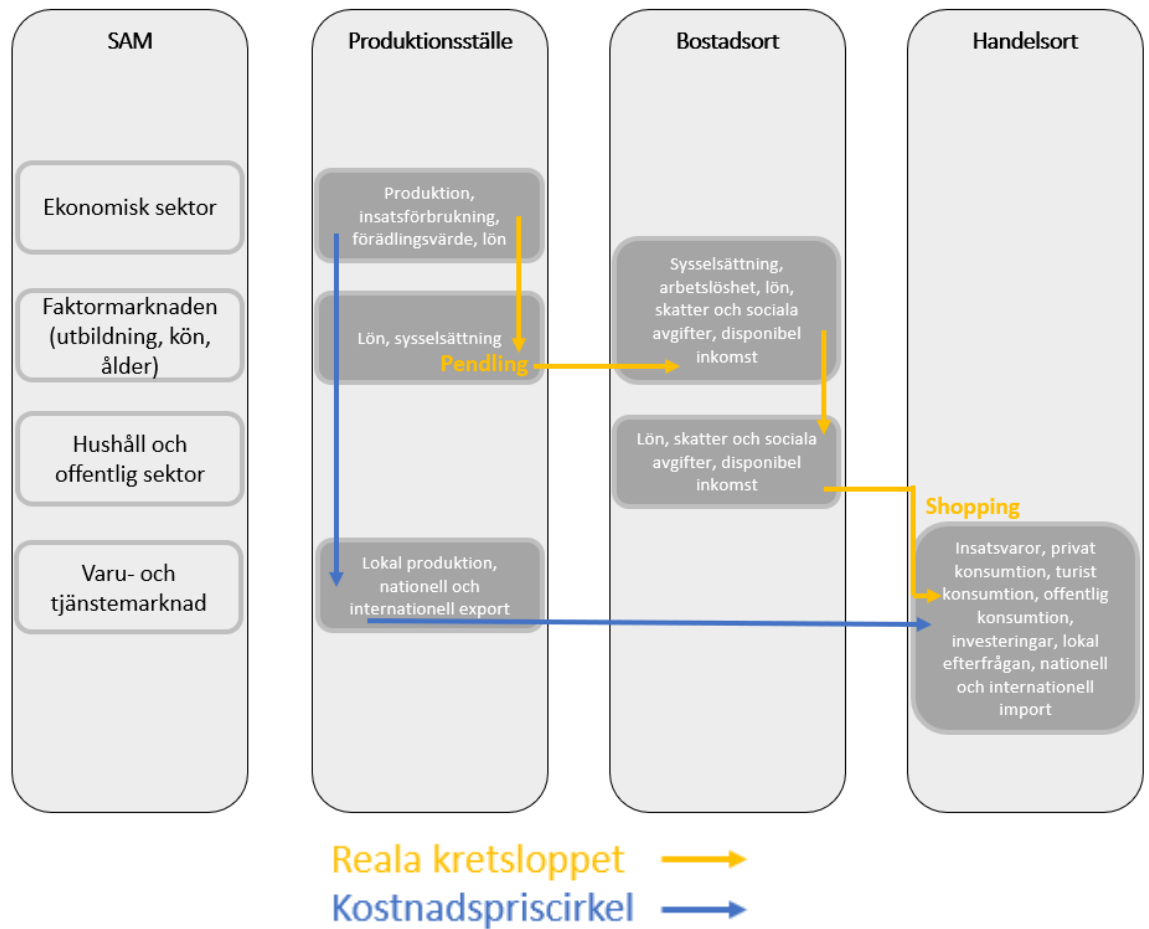 SAM
Produktionsställe
Bostadsort
Handelsort
Ekonomisk sektor
Faktormarknaden
(utbildning, kön,
ålder)
Hushåll och
offentlig sektor
Varu- och
tjänstemarknad
Produktion,
insatsförbrukning,
förädlingsvärde, lön
Lön, sysselsättning
Pendling
Lokal produktion,
nationell och
internationell export
Sysselsättning,
arbetslöshet, lön,
skatter och sociala
avgifter, disponibel
inkomst
Lön, skatter och sociala
avgifter, disponibel
inkomst
Shopping
Insatsvaror, privat
konsumtion, turist
konsumtion, offentlig
konsumtion,
investeringar, lokal
efterfrågan, nationell
och internationell
import
Reala kretsloppet
Kostnadspriscirkel